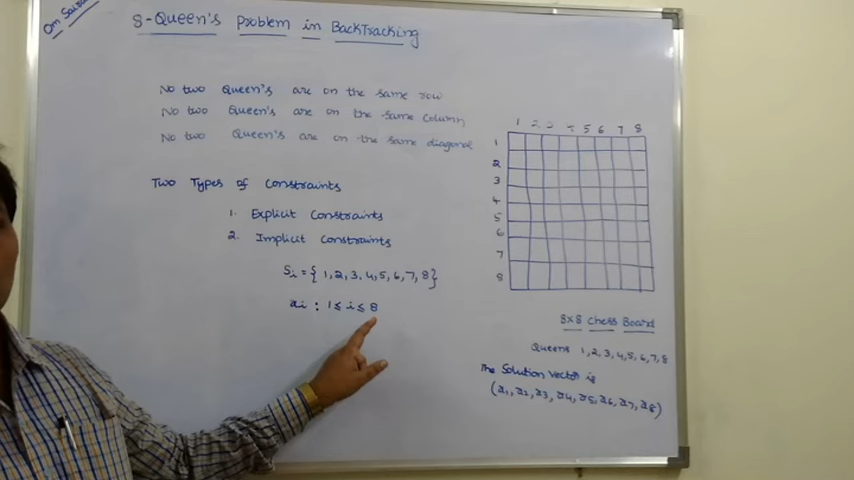 Om Sairam
8-Queen's Problem in BackTracking
No two Queen's are on the same row
No two Queen's are on the same column
No two Queen's are on the same diagonal
Two Types of Constraints
1. Explicit Constraints
2. Implicit Constraints
Si = { 1, 2, 3, 4, 5, 6, 7, 8 }
xi : 1 ≤ i ≤ 8
1 2 3 4 5 6 7 8
1
2
3
4
5
6
7
8
8x8 Chess Board
Queens 1, 2, 3, 4, 5, 6, 7, 8
The Solution Vector is
(x1, x2, x3, x4, x5, x6, x7, x8)